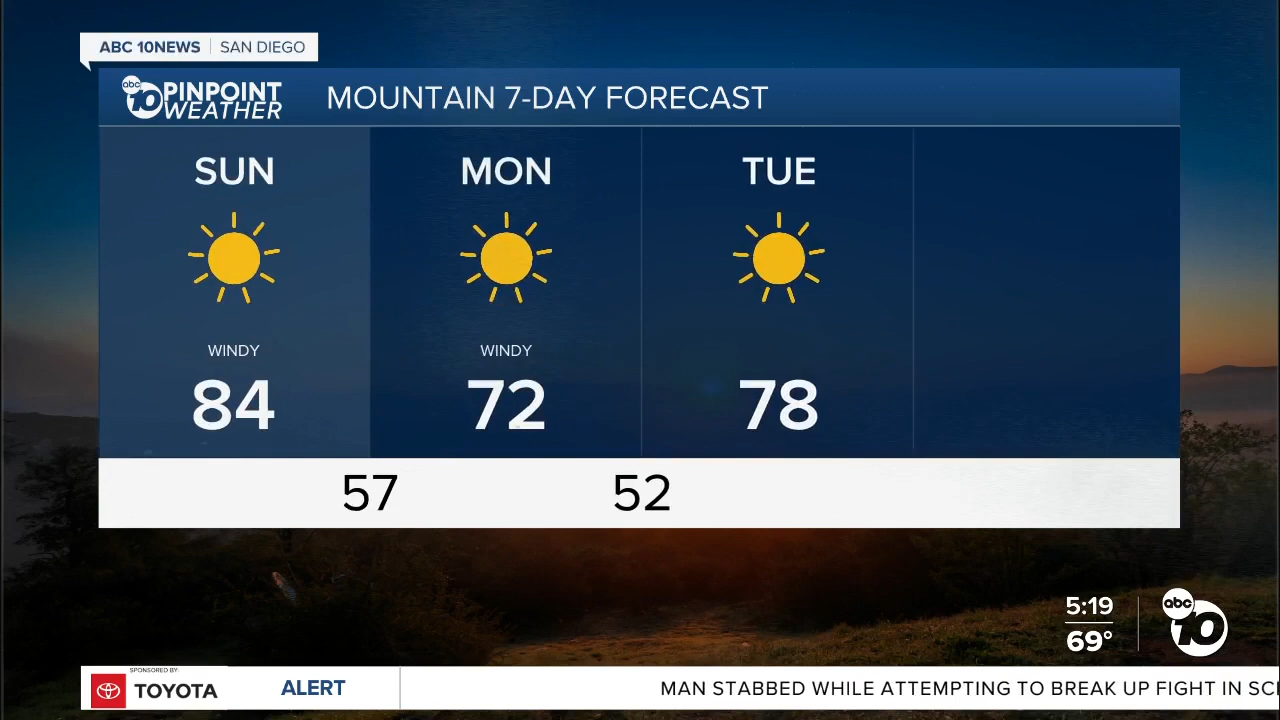 ABC 10NEWS | SAN DIEGO
abc 10 PINPOINT WEATHER
MOUNTAIN 7-DAY FORECAST
SUN MON TUE
WINDY WINDY
84 72 78
57 52
5:19
69°
abc 10
SPONSORED BY:
TOYOTA
ALERT
MAN STABBED WHILE ATTEMPTING TO BREAK UP FIGHT IN